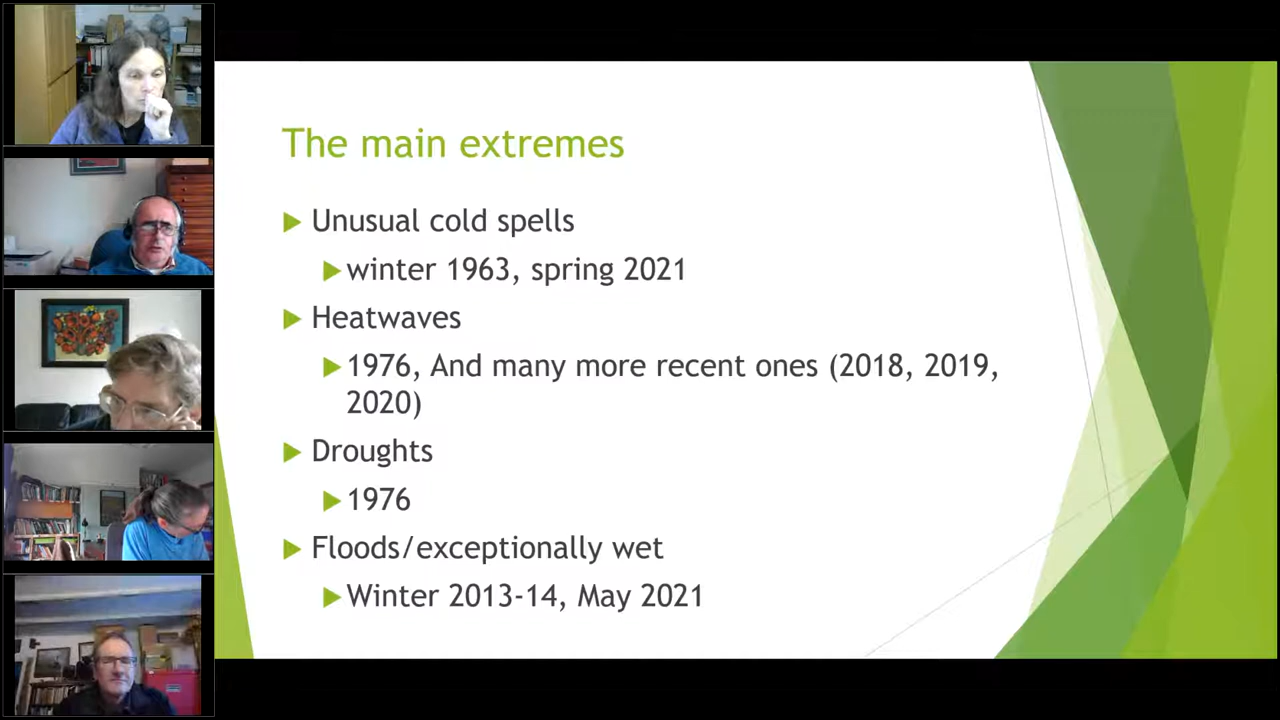 The main extremes
Unusual cold spells
winter 1963, spring 2021
Heatwaves
1976, And many more recent ones (2018, 2019,
2020)
Droughts
1976
Floods/exceptionally wet
Winter 2013-14, May 2021